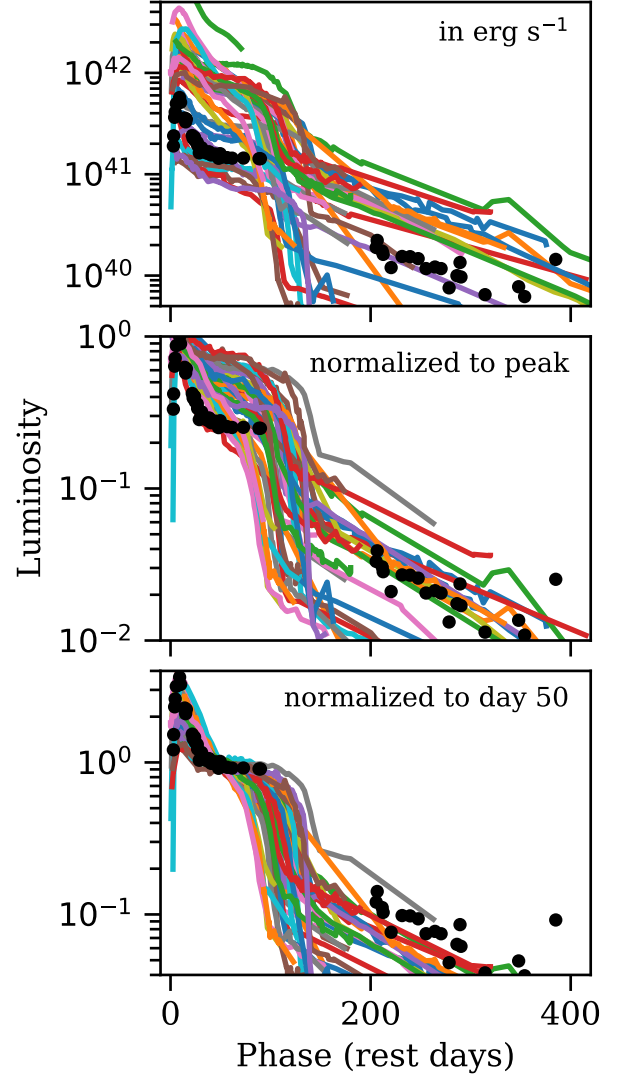 in erg s⁻¹
10⁴²
10⁴¹
10⁴⁰
normalized to peak
10⁰
10⁻¹
10⁻²
Luminosity
normalized to day 50
10⁰
10⁻¹
0 200 400
Phase (rest days)